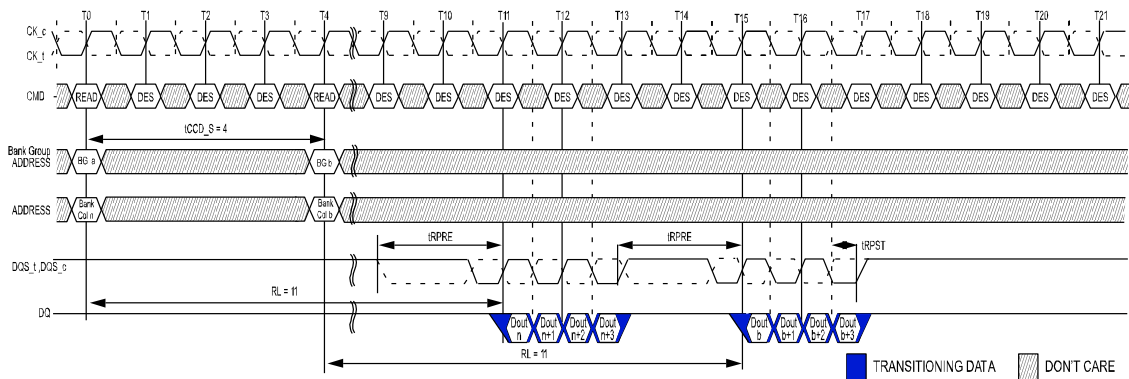 T0 T1 T2 T3 T4 T9 T10 T11 T12 T13 T14 T15 T16 T17 T18 T19 T20 T21
CK_c
CK_t
CMD READ DES DES DES READ DES DES DES DES DES DES DES DES DES DES DES DES DES
tCCD_S = 4
Bank Group
ADDRESS
BG a
BG b
ADDRESS
Bank
Col n
Bank
Col b
tRPRE
tRPRE
tRPST
DQS_t ,DQS_c
RL = 11
DQ
Dout
n
Dout
n+1
Dout
n+2
Dout
n+3
Dout
b
Dout
b+1
Dout
b+2
Dout
b+3
RL = 11
TRANSITIONING DATA
DON'T CARE